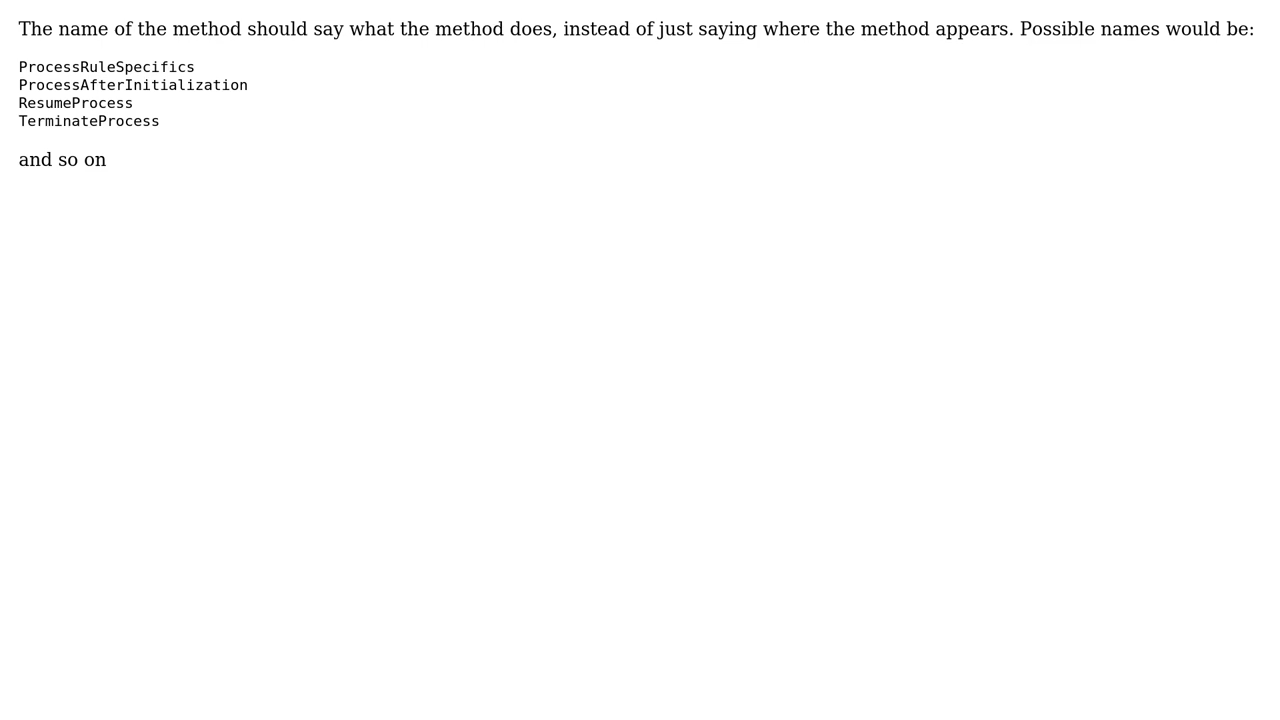 The name of the method should say what the method does, instead of just saying where the method appears. Possible names would be:
ProcessRuleSpecifics
ProcessAfterInitialization
ResumeProcess
TerminateProcess
and so on